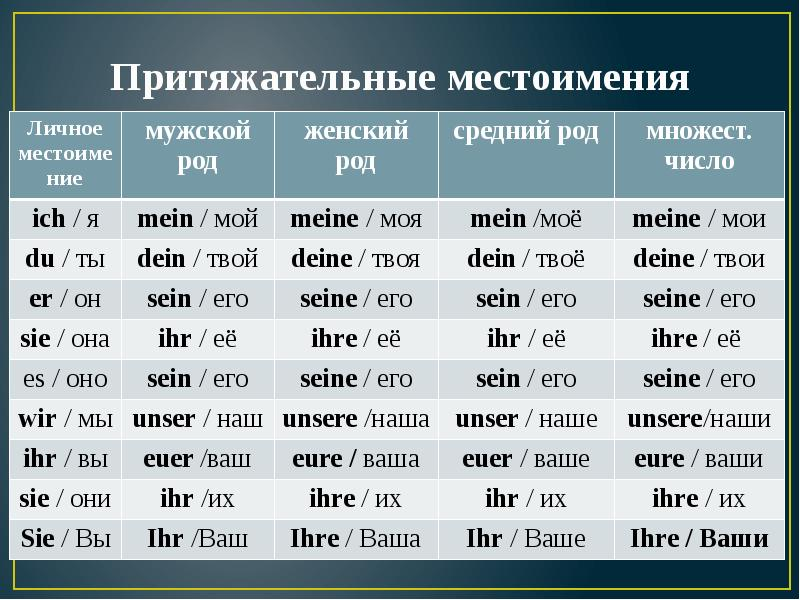 Притяжательные местоимения
Личное местоиме ние | мужской род | женский род | средний род | множест. число
ich / я | mein / мой | meine / моя | mein /моё | meine / мои
du / ты | dein / твой | deine / твоя | dein / твоё | deine / твои
er / он | sein / его | seine / его | sein / его | seine / его
sie / она | ihr / её | ihre / её | ihr / её | ihre / её
es / оно | sein / его | seine / его | sein / его | seine / его
wir / мы | unser / наш | unsere /наша | unser / наше | unsere/наши
ihr / вы | euer /ваш | eure / ваша | euer / ваше | eure / ваши
sie / они | ihr /их | ihre / их | ihr / их | ihre / их
Sie / Вы | Ihr /Ваш | Ihre / Ваша | Ihr / Ваше | Ihre / Ваши